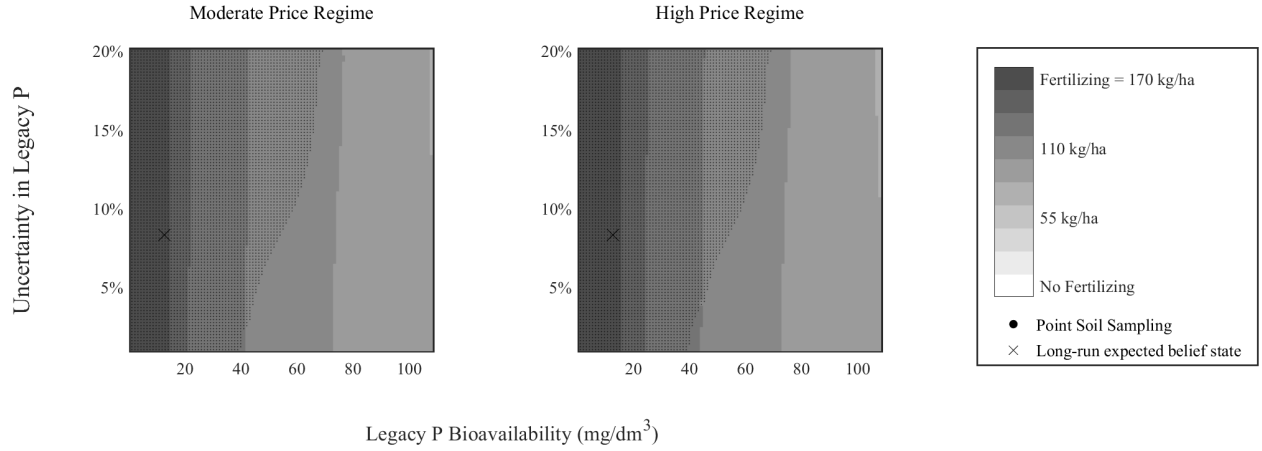 Moderate Price Regime
High Price Regime
Uncertainty in Legacy P
20%
15%
10%
5%
20 40 60 80 100
20%
15%
10%
5%
20 40 60 80 100
Legacy P Bioavailability (mg/dm³)
Fertilizing = 170 kg/ha
110 kg/ha
55 kg/ha
No Fertilizing
Point Soil Sampling
Long-run expected belief state